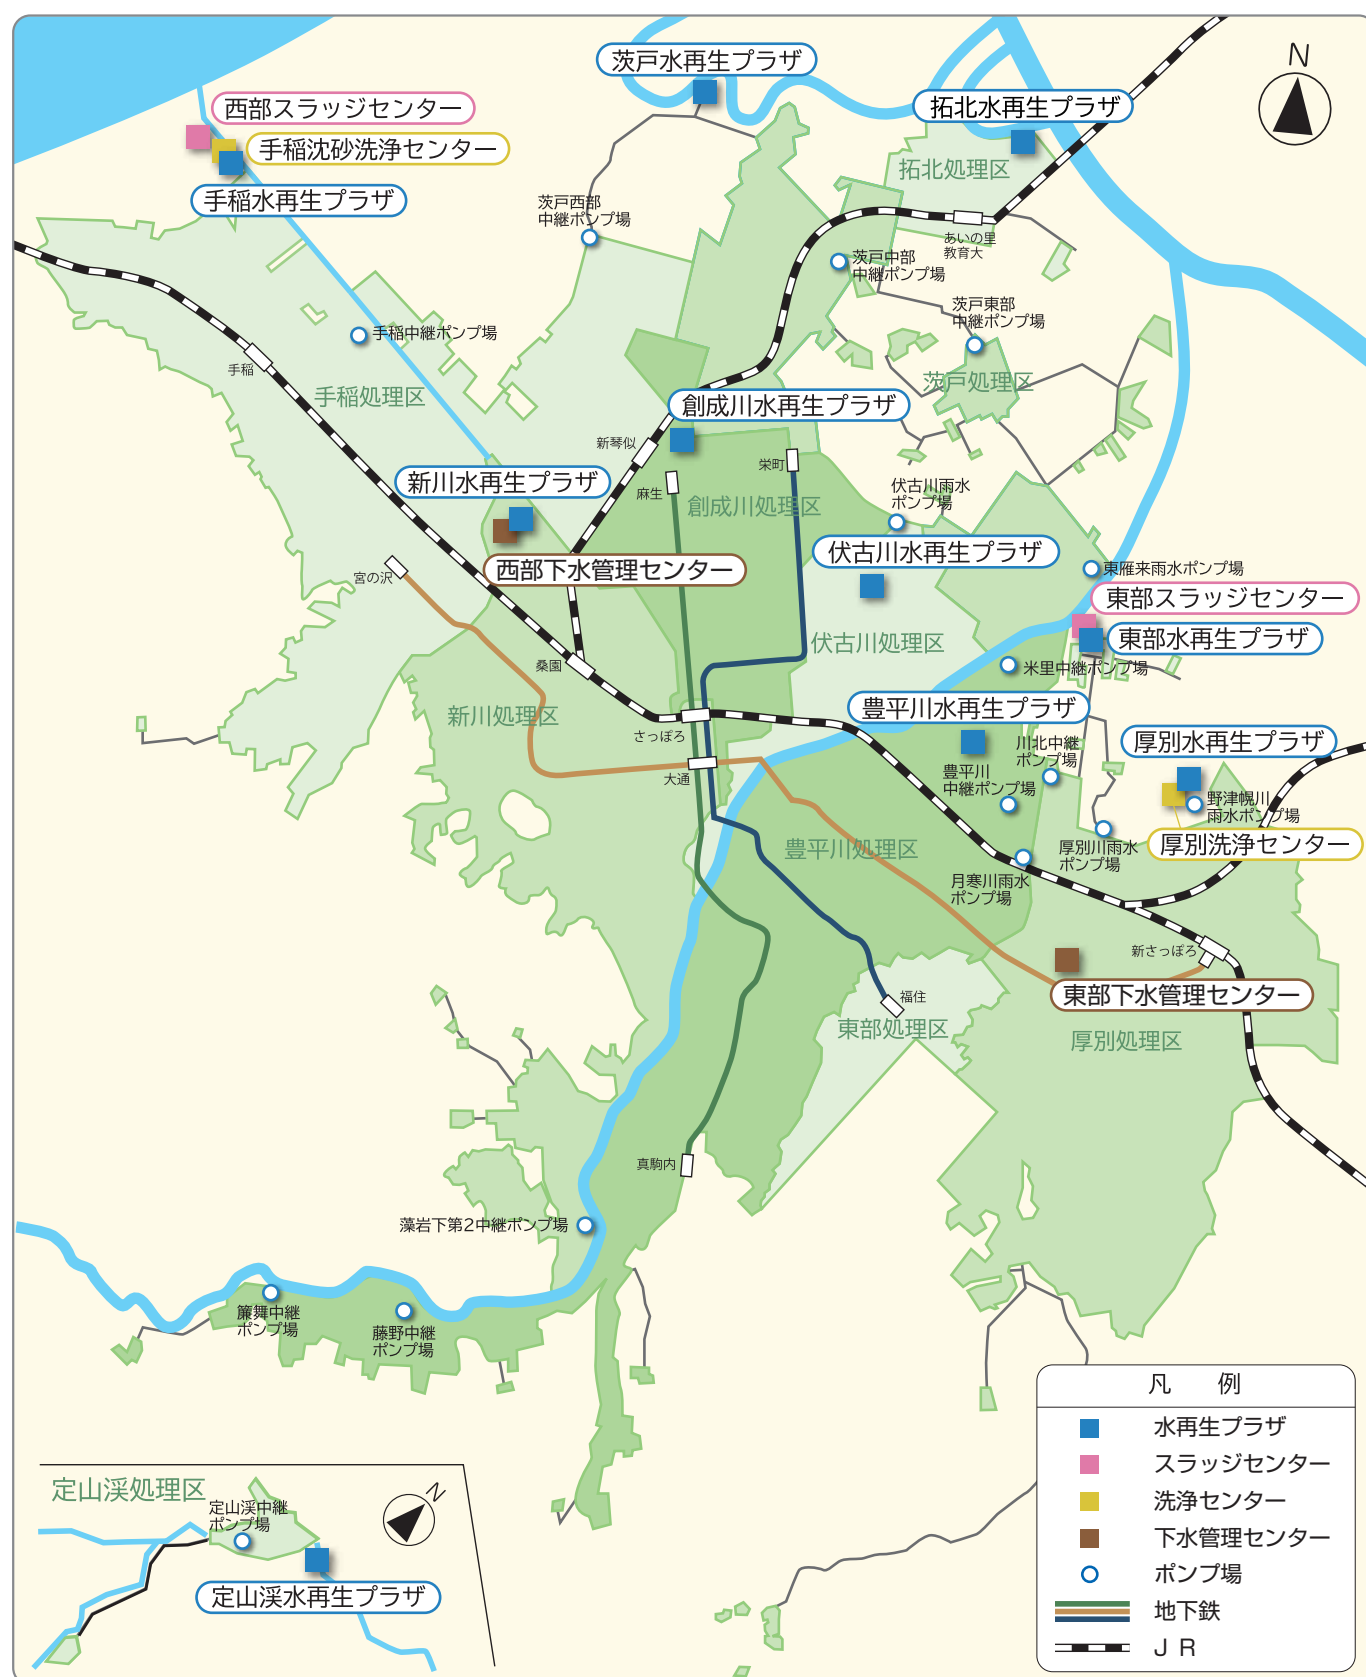 茨戸水再生プラザ
N
西部スラッジセンター
拓北水再生プラザ
手稲沈砂洗浄センター
拓北処理区
手稲水再生プラザ
茨戸西部
中継ポンプ場
あいの里
教育大
茨戸中部
中継ポンプ場
茨戸東部
中継ポンプ場
手稲中継ポンプ場
手稲
手稲処理区
茨戸処理区
創成川水再生プラザ
新琴似
栄町
新川水再生プラザ
麻生
創成川処理区
伏古川雨水
ポンプ場
伏古川水再生プラザ
西部下水管理センター
宮の沢
東雁来雨水ポンプ場
東部スラッジセンター
東部水再生プラザ
伏古川処理区
桑園
米里中継ポンプ場
新川処理区
豊平川水再生プラザ
さっぽろ
厚別水再生プラザ
川北中継
ポンプ場
大通
豊平川
中継ポンプ場
野津幌川
雨水ポンプ場
厚別洗浄センター
豊平川処理区
厚別川雨水
ポンプ場
月寒川雨水
ポンプ場
新さっぽろ
東部下水管理センター
福住
東部処理区
厚別処理区
真駒内
藻岩下第2中継ポンプ場
簾舞中継
ポンプ場
藤野中継
ポンプ場
凡 例
水再生プラザ
スラッジセンター
洗浄センター
下水管理センター
ポンプ場
地下鉄
ＪＲ
定山渓処理区
N
定山渓中継
ポンプ場
定山渓水再生プラザ